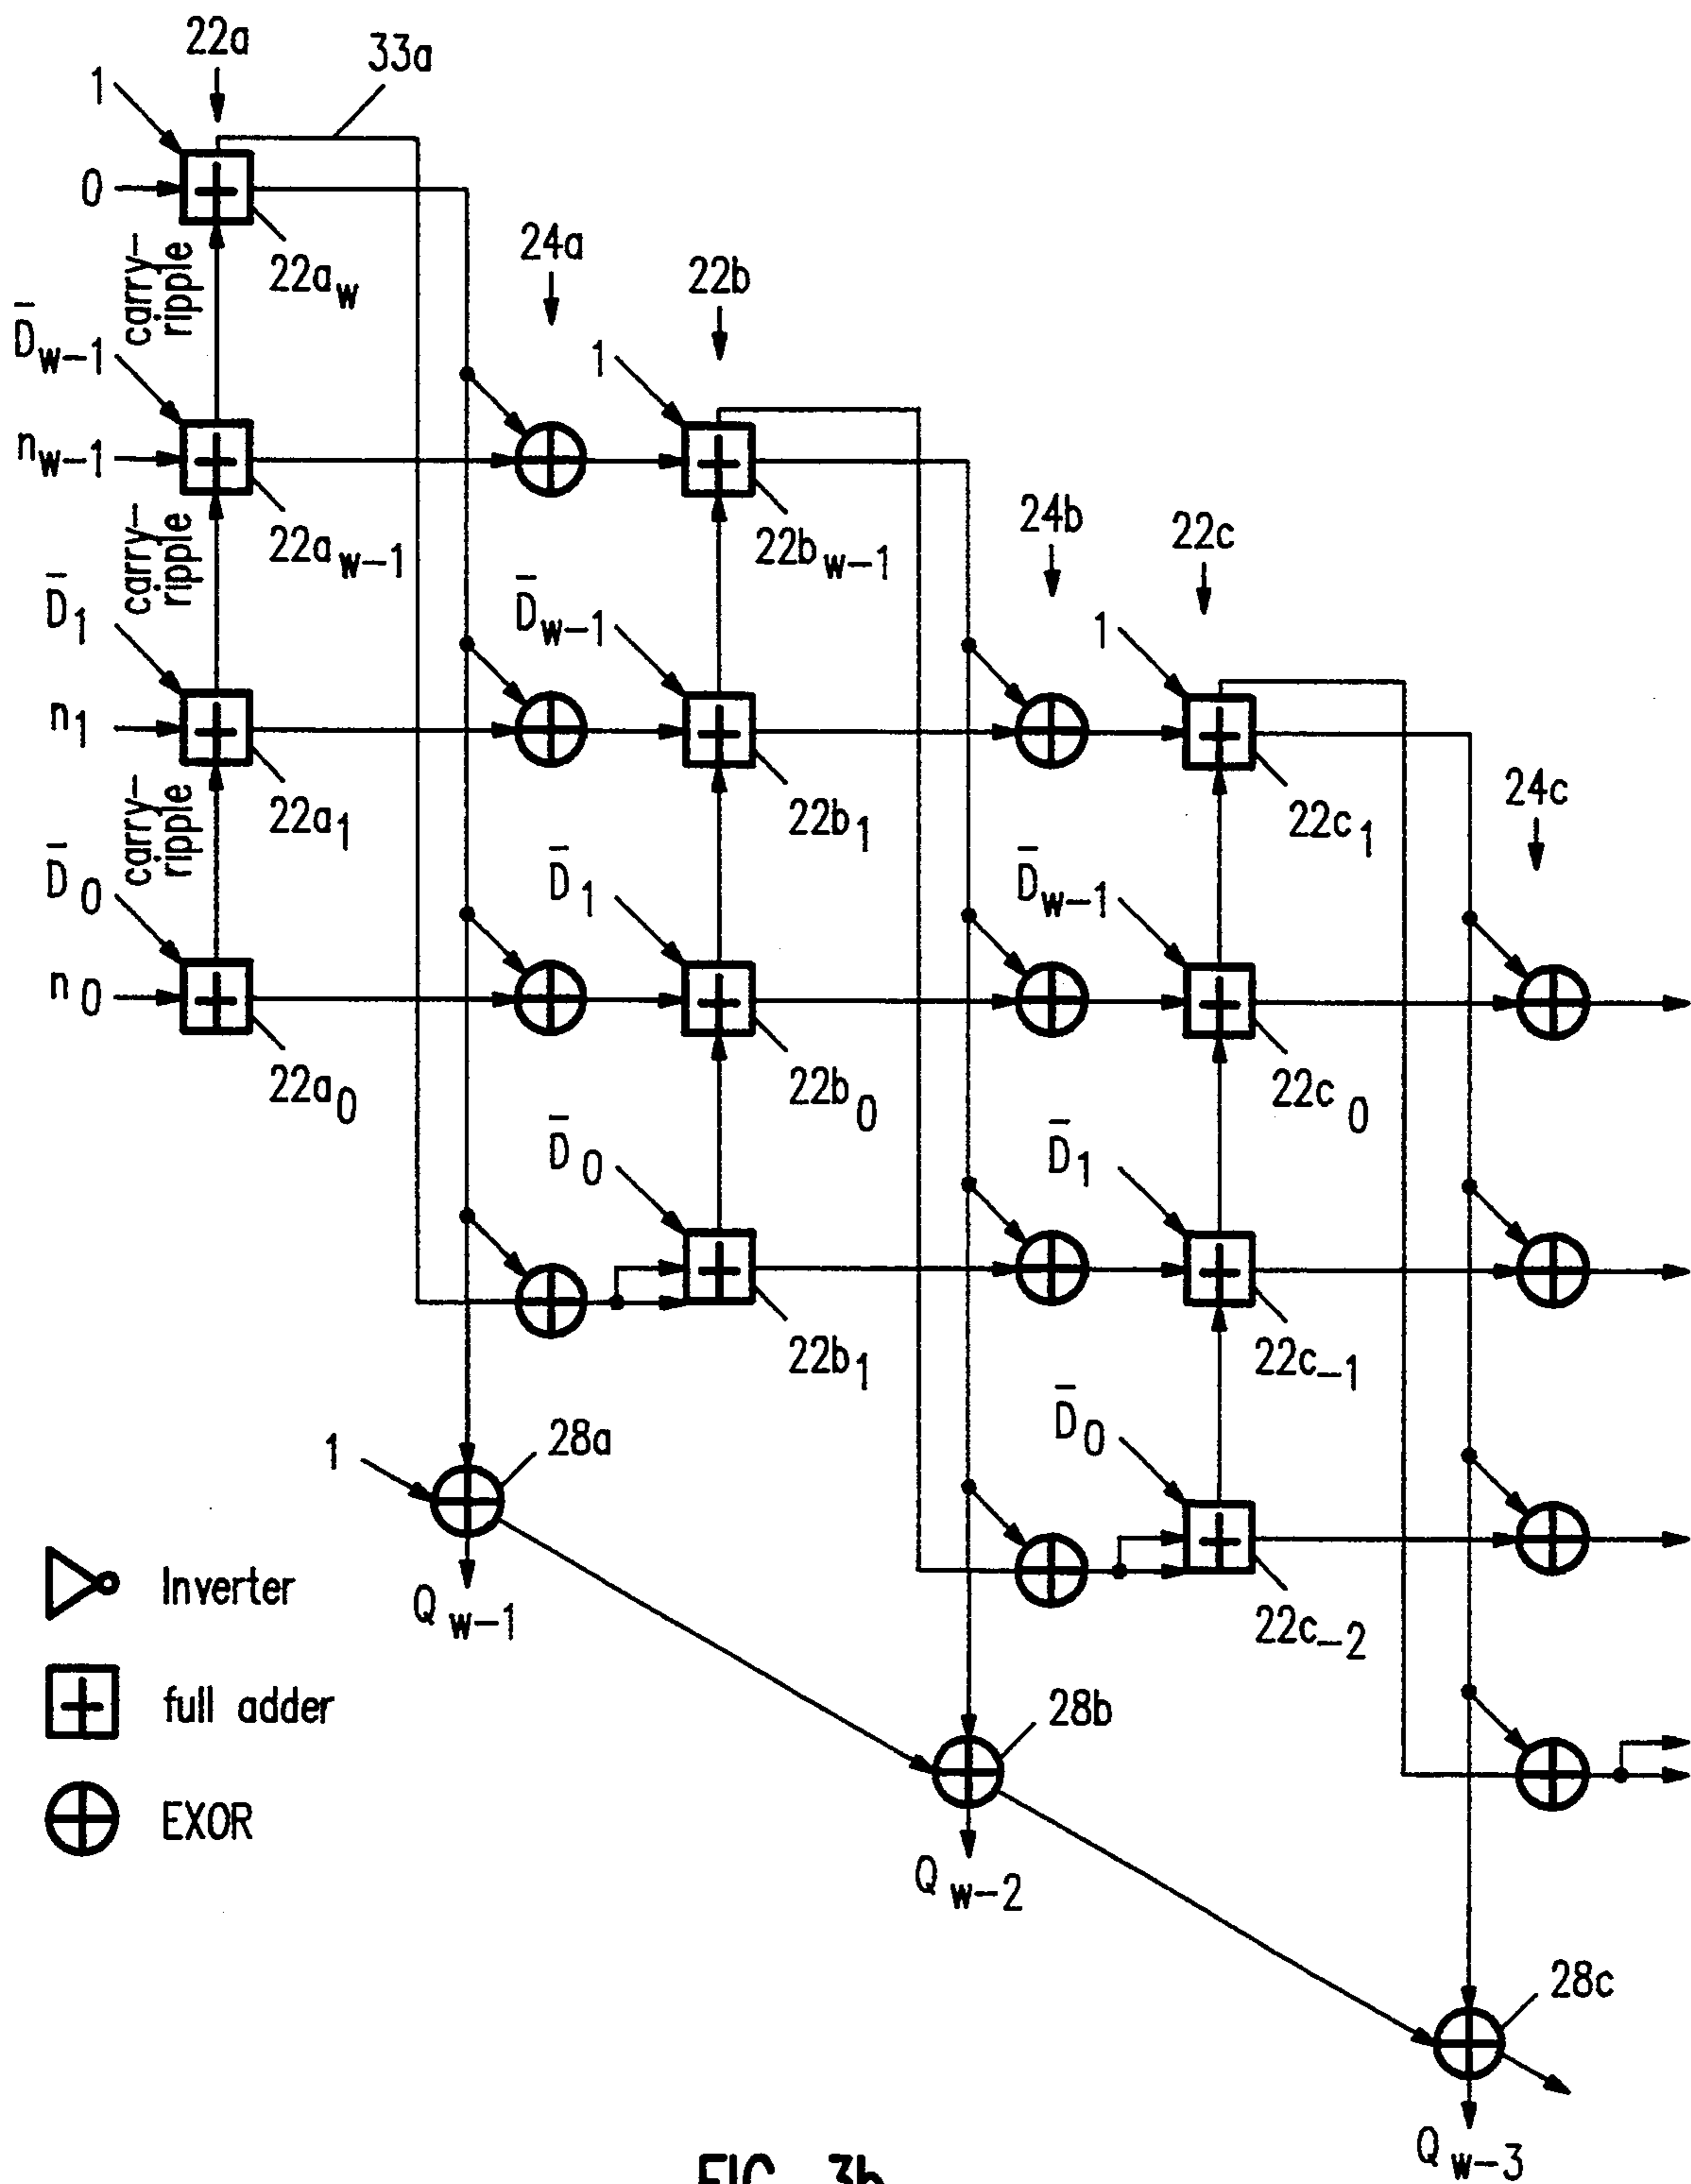 22a
33a
1
0
carry-ripple
22a_w
24a
22b
D̄_w-1
1
n_w-1
carry-ripple
22a_w-1
22b_w-1
24b
22c
D̄_1
D̄_w-1
1
n_1
carry-ripple
22a_1
22b_1
22c_1
24c
D̄_0
D̄_1
D̄_w-1
n_0
22a_0
22b_0
22c_0
D̄_0
D̄_1
22b_1
22c_-1
1
28a
D̄_0
Inverter
Q_w-1
22c_-2
full adder
28b
EXOR
Q_w-2
28c
Q_w-3
FIG. 3b